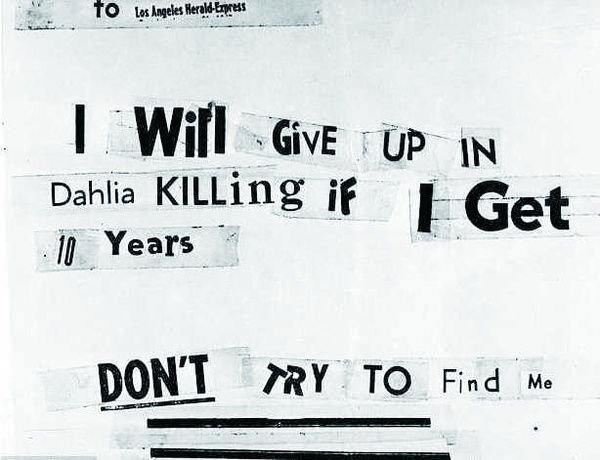 to Los Angeles Herald-Express
I Will GiVE UP IN
Dahlia KILLing iF I Get
10 Years
DON'T TRY TO Find Me